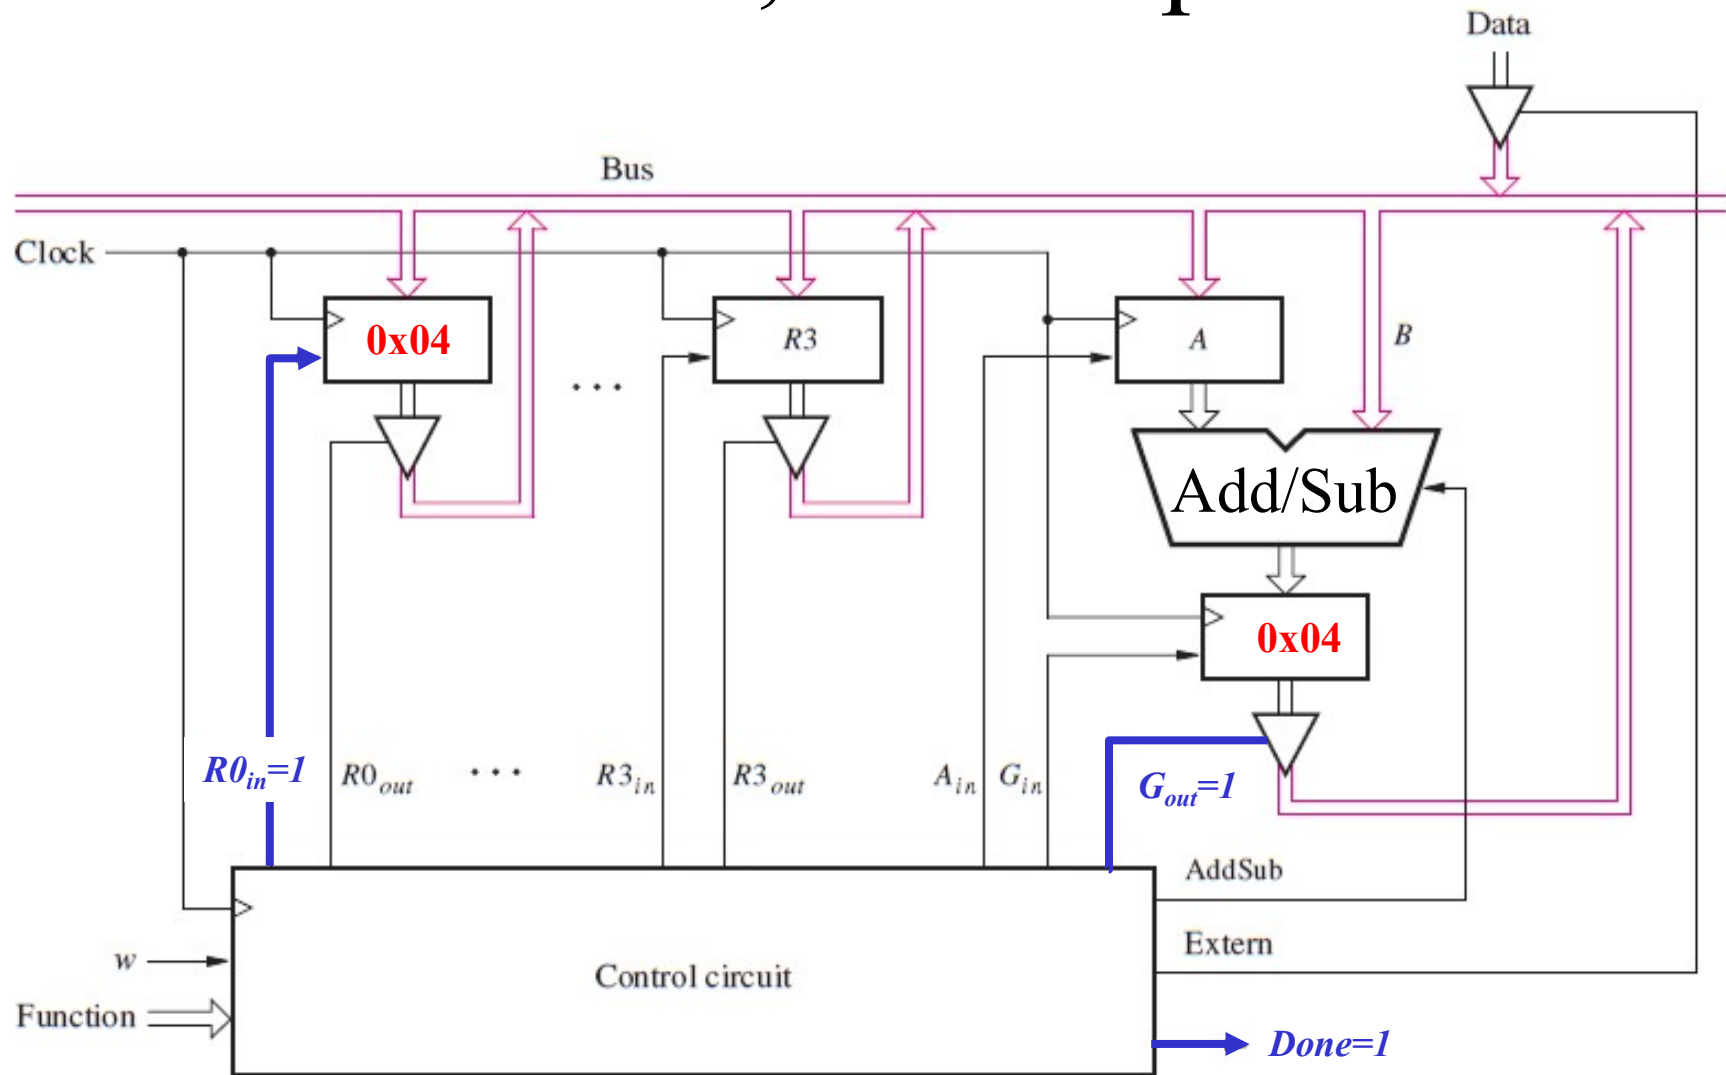 Data
Bus
Clock
0x04
R3
A
B
...
Add/Sub
0x04
R0in=1
R0out
...
R3in
R3out
Ain
Gin
Gout=1
AddSub
Extern
w
Control circuit
Function
Done=1